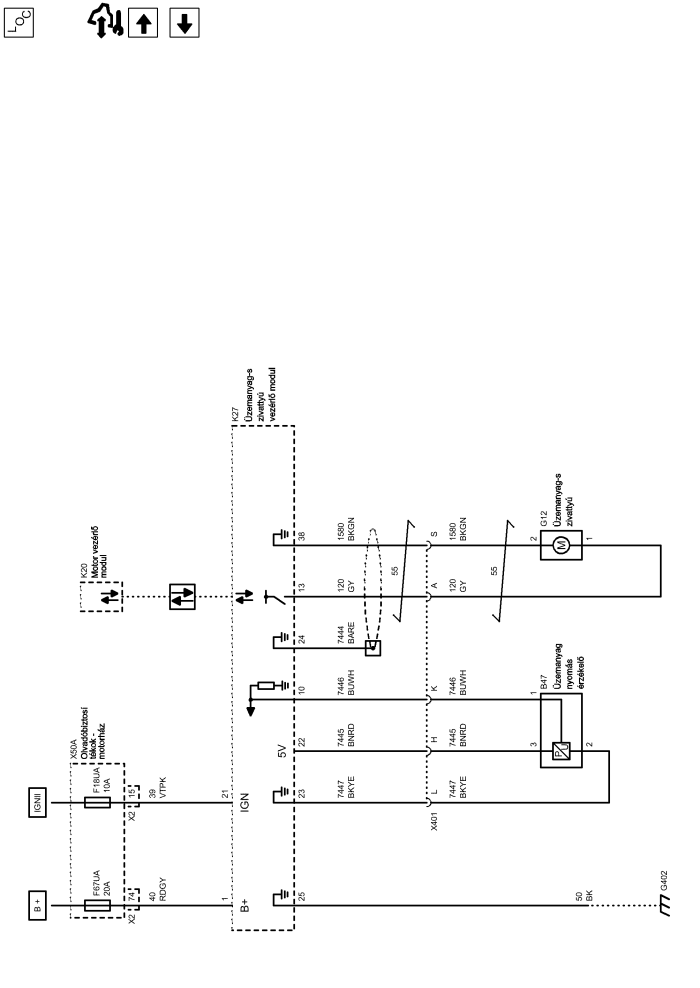 LOC
B +
IGNII
X50A
Olvadóbiztosí
tékok -
motorház
K20
Motor vezérlő
modul
F67UA
20A
F18UA
10A
X2
74
X2
15
40
RDGY
39
VTPK
1
21
K27
Üzemanyag-s
zivattyú
vezérlő modul
B+
IGN
5V
25
23
22
10
24
13
38
7447
BKYE
7445
BNRD
7446
BUWH
7444
BARE
120
GY
1580
BKGN
55
X401
L
H
K
A
S
7447
BKYE
7445
BNRD
7446
BUWH
120
GY
1580
BKGN
55
3
1
B47
Üzemanyag
nyomás
érzékelő
P
U
2
2
G12
Üzemanyag-s
zivattyú
M
1
50
BK
G402